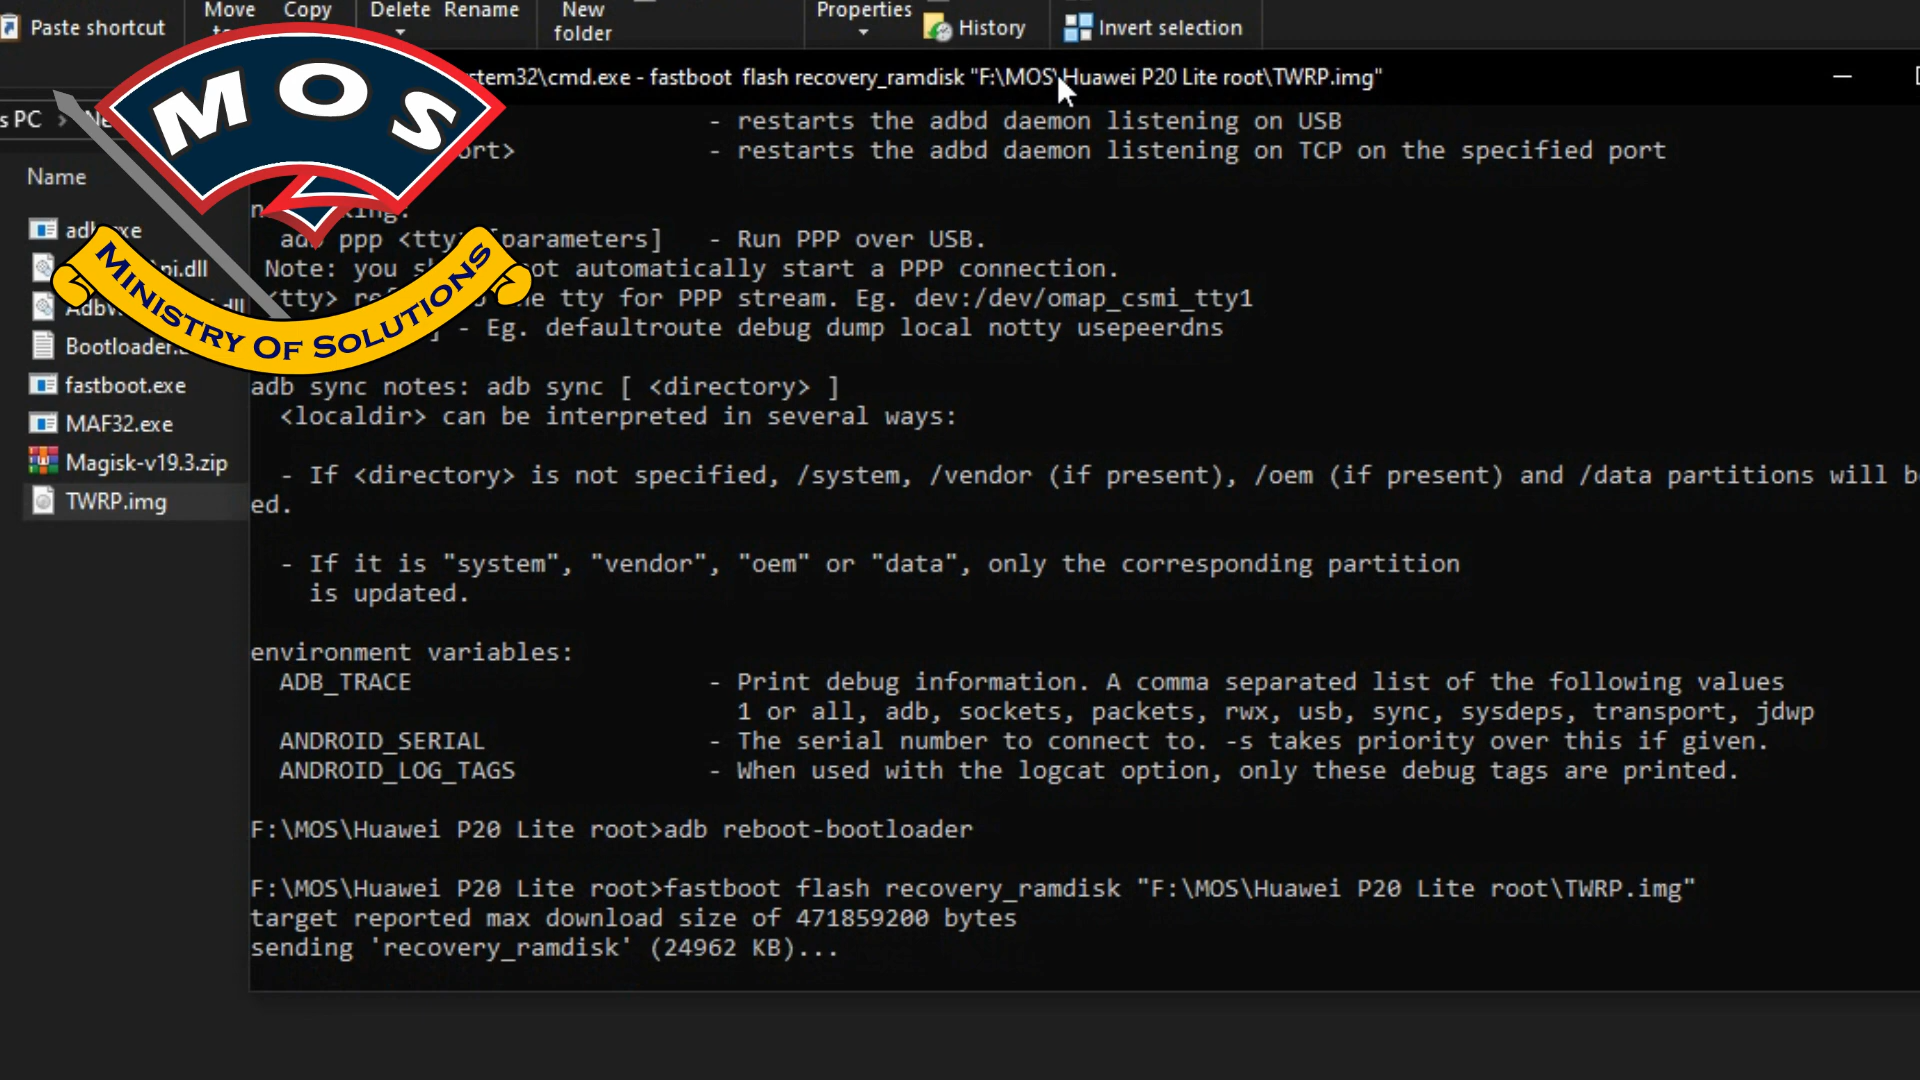 Move
Copy
Delete
Rename
New
folder
Properties
Paste shortcut
History
Invert selection
stem32\cmd.exe - fastboot  flash recovery_ramdisk "F:\MOS\Huawei P20 Lite root\TWRP.img"
MOS
MINISTRY OF SOLUTIONS
s PC >
Name
fastboot.exe
MAF32.exe
Magisk-v19.3.zip
TWRP.img
- restarts the adbd daemon listening on USB
ort> - restarts the adbd daemon listening on TCP on the specified port
ppp <tty> [parameters] - Run PPP over USB.
Note: you automatically start a PPP connection.
<tty> tty for PPP stream. Eg. dev:/dev/omap_csmi_tty1
] - Eg. defaultroute debug dump local notty usepeerdns
adb sync notes: adb sync [ <directory> ]
<localdir> can be interpreted in several ways:
- If <directory> is not specified, /system, /vendor (if present), /oem (if present) and /data partitions will
ed.
- If it is "system", "vendor", "oem" or "data", only the corresponding partition
is updated.
environment variables:
ADB_TRACE - Print debug information. A comma separated list of the following values
1 or all, adb, sockets, packets, rwx, usb, sync, sysdeps, transport, jdwp
ANDROID_SERIAL - The serial number to connect to. -s takes priority over this if given.
ANDROID_LOG_TAGS - When used with the logcat option, only these debug tags are printed.
F:\MOS\Huawei P20 Lite root>adb reboot-bootloader
F:\MOS\Huawei P20 Lite root>fastboot flash recovery_ramdisk "F:\MOS\Huawei P20 Lite root\TWRP.img"
target reported max download size of 471859200 bytes
sending 'recovery_ramdisk' (24962 KB)...